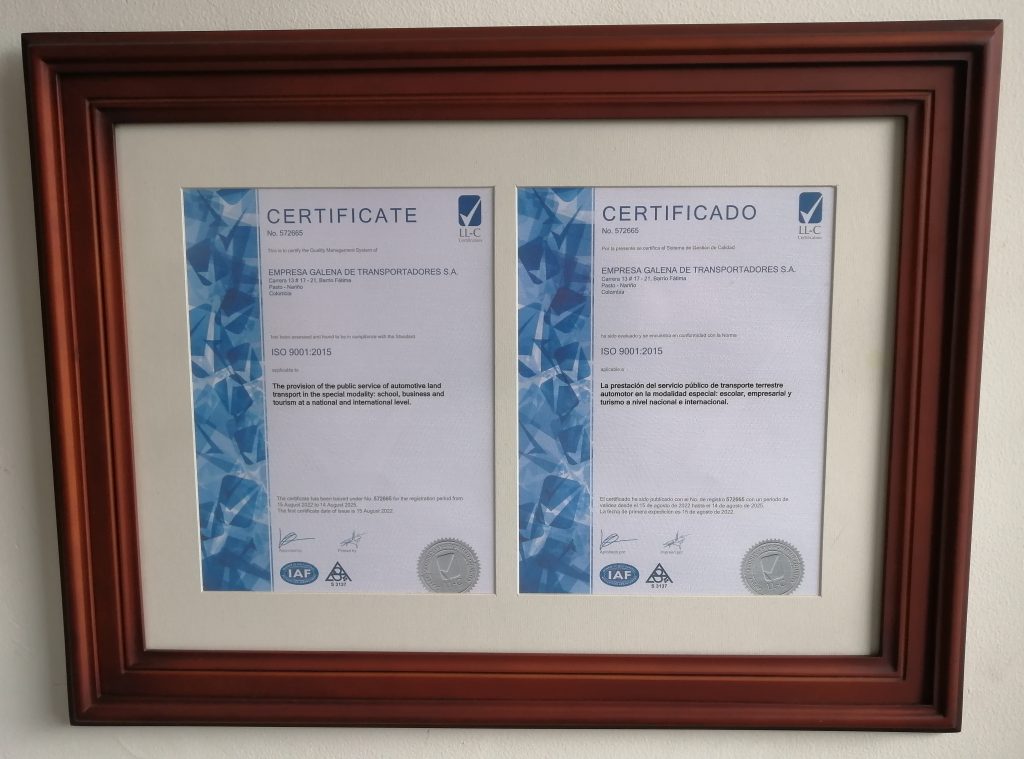 CERTIFICATE
No. 572665
LL-C
Certification
This is to certify the Quality Management System of
EMPRESA GALENA DE TRANSPORTADORES S.A.
Carrera 13 # 17 - 21, Barrio Fátima
Pasto - Nariño
Colombia
has been assessed and found to be in compliance with the Standard
ISO 9001:2015
applicable to
The provision of the public service of automotive land
transport in the special modality: school, business and
tourism at a national and international level.
The certificate has been issued under No. 572665 for the registration period from
15 August 2022 to 14 August 2025.
The first certificate date of issue is 15 August 2022
IAF
S 3137
CERTIFICADO
No. 572665
LL-C
Certification
Por la presente se certifica el Sistema de Gestion de Calidad
EMPRESA GALENA DE TRANSPORTADORES S.A.
Carrera 13 # 17 - 21, Barrio Fátima
Pasto - Nariño
Colombia
ha sido evaluado y se encuentra en conformidad con la Norma
ISO 9001:2015
aplicable a
La prestación del servicio público de transporte terrestre
automotor en la modalidad especial: escolar, empresarial y
turismo a nivel nacional e internacional.
El certificado ha sido publicado con el No. de registro 572665 con un periodo de
validez desde el 15 de agosto de 2022 hasta el 14 de agosto de 2025.
La fecha de primera expedición es 15 de agosto de 2022.
IAF
S 3137